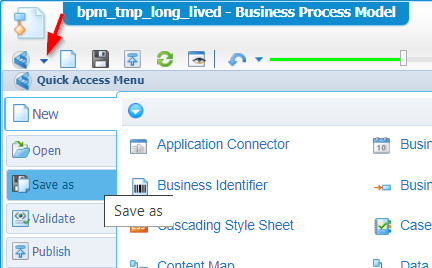 bpm_tmp_long_lived - Business Process Model
Quick Access Menu
New
Open
Save as
Validate
Publish
Save as
Application Connector
Business Identifier
Cascading Style Sheet
Content Map
Busin
Busin
Case